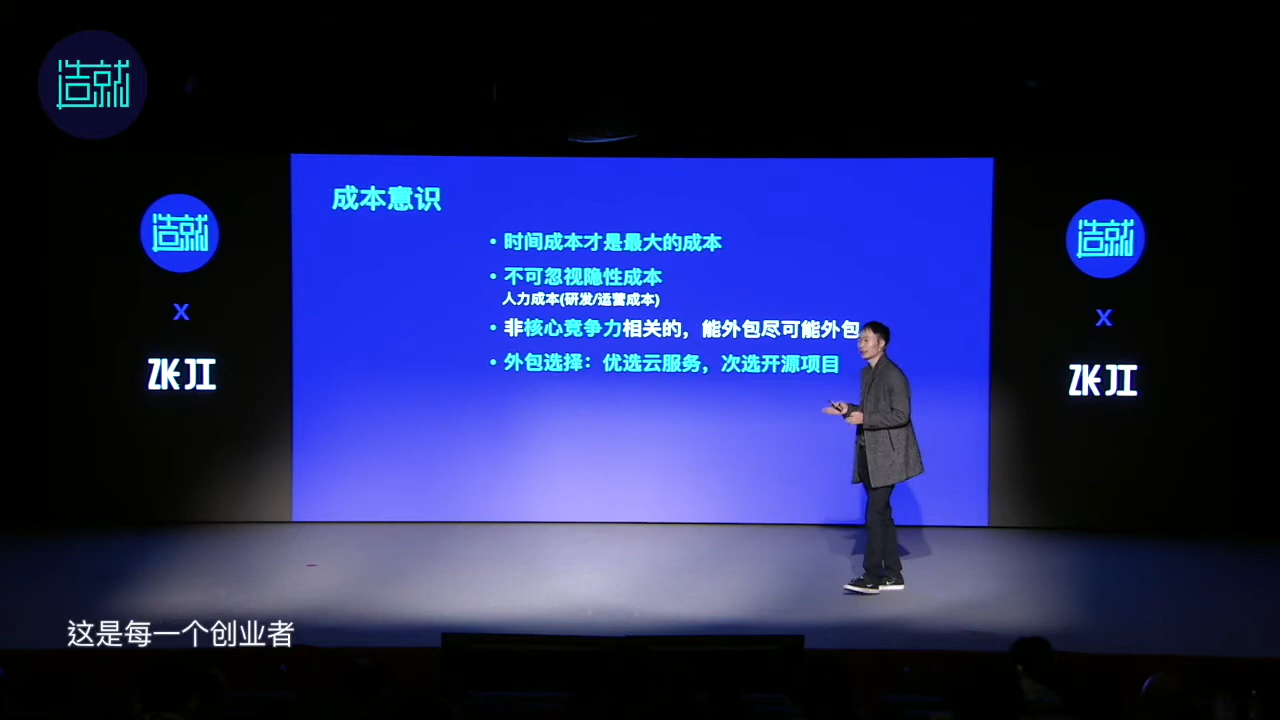 造就
成本意识
造就
X
ZK JI
• 时间成本才是最大的成本
• 不可忽视隐性成本
人力成本(研发/运营成本)
• 非核心竞争力相关的，能外包尽可能外包
• 外包选择：优选云服务，次选开源项目
造就
X
ZK JI
这是每一个创业者